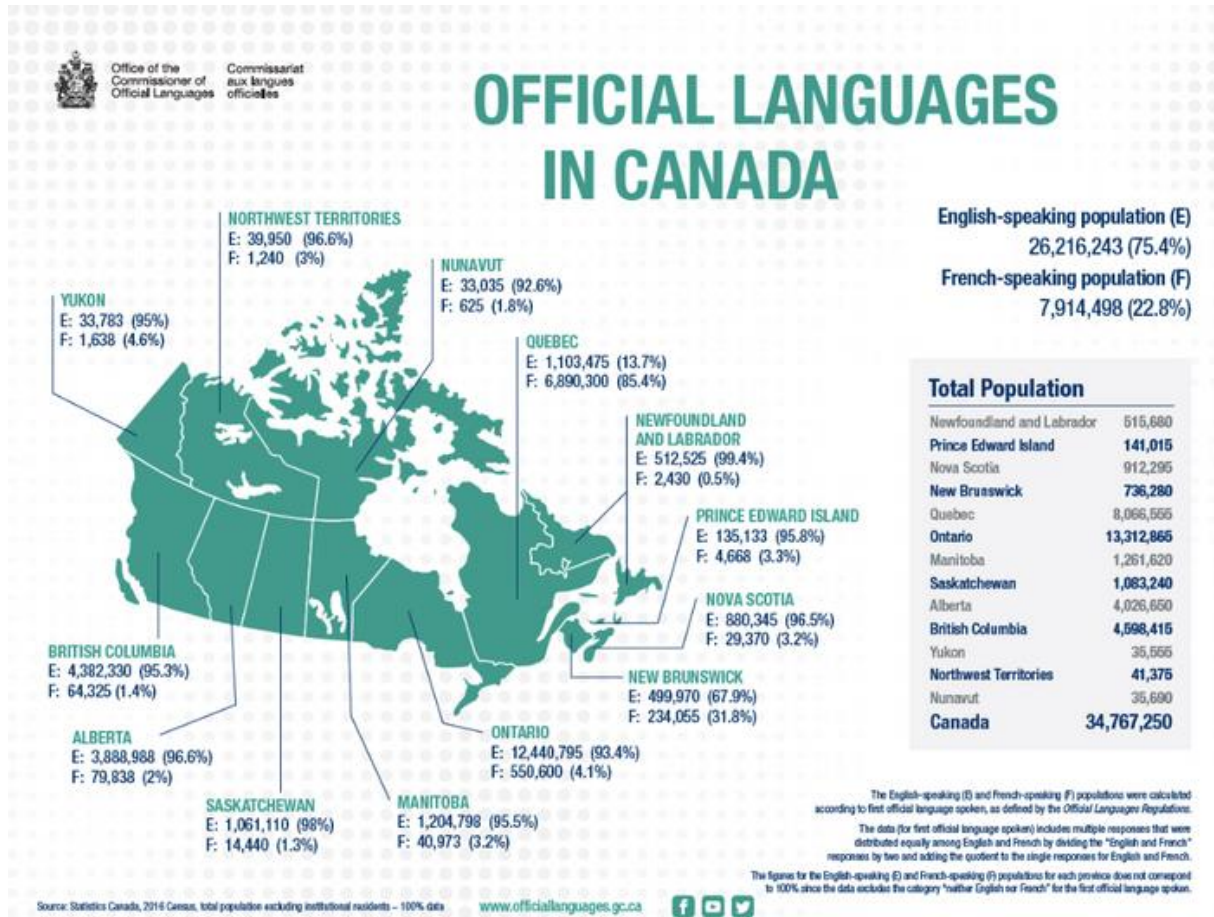 Office of the
Commissioner of
Official Languages
Commissariat
aux langues
officielles
OFFICIAL LANGUAGES
IN CANADA
English-speaking population (E)
26,216,243 (75.4%)
French-speaking population (F)
7,914,498 (22.8%)
NORTHWEST TERRITORIES
E: 39,950 (96.6%)
F: 1,240 (3%)
NUNAVUT
E: 33,035 (92.6%)
F: 625 (1.8%)
YUKON
E: 33,783 (95%)
F: 1,638 (4.6%)
QUEBEC
E: 1,103,475 (13.7%)
F: 6,890,300 (85.4%)
NEWFOUNDLAND
AND LABRADOR
E: 512,525 (99.4%)
F: 2,430 (0.5%)
PRINCE EDWARD ISLAND
E: 135,133 (95.8%)
F: 4,668 (3.3%)
NOVA SCOTIA
E: 880,345 (96.5%)
F: 29,370 (3.2%)
NEW BRUNSWICK
E: 499,970 (67.9%)
F: 234,055 (31.8%)
BRITISH COLUMBIA
E: 4,382,330 (95.3%)
F: 64,325 (1.4%)
ALBERTA
E: 3,888,988 (96.6%)
F: 79,838 (2%)
SASKATCHEWAN
E: 1,061,110 (98%)
F: 14,440 (1.3%)
MANITOBA
E: 1,204,798 (95.5%)
F: 40,973 (3.2%)
ONTARIO
E: 12,440,795 (93.4%)
F: 550,600 (4.1%)
Total Population
Newfoundland and Labrador 515,680
Prince Edward Island 141,015
Nova Scotia 912,295
New Brunswick 736,280
Quebec 8,066,555
Ontario 13,312,865
Manitoba 1,261,620
Saskatchewan 1,083,240
Alberta 4,026,650
British Columbia 4,598,415
Yukon 35,555
Northwest Territories 41,375
Nunavut 35,690
Canada 34,767,250
The English-speaking (E) and French-speaking (F) populations were calculated
according to first official language spoken, as defined by the Official Languages Regulations.
The data (for first official language spoken) includes multiple responses that were
distributed equally among English and French by dividing the "English and French"
responses by two and adding the quotient to the single responses for English and French.
The figures for the English-speaking (E) and French-speaking (F) populations for each province does not correspond
to 100% since the data excludes the category "neither English nor French" for the first official language spoken.
Source: Statistics Canada, 2016 Census, total population excluding institutional residents – 100% data
www.officiallanguages.gc.ca